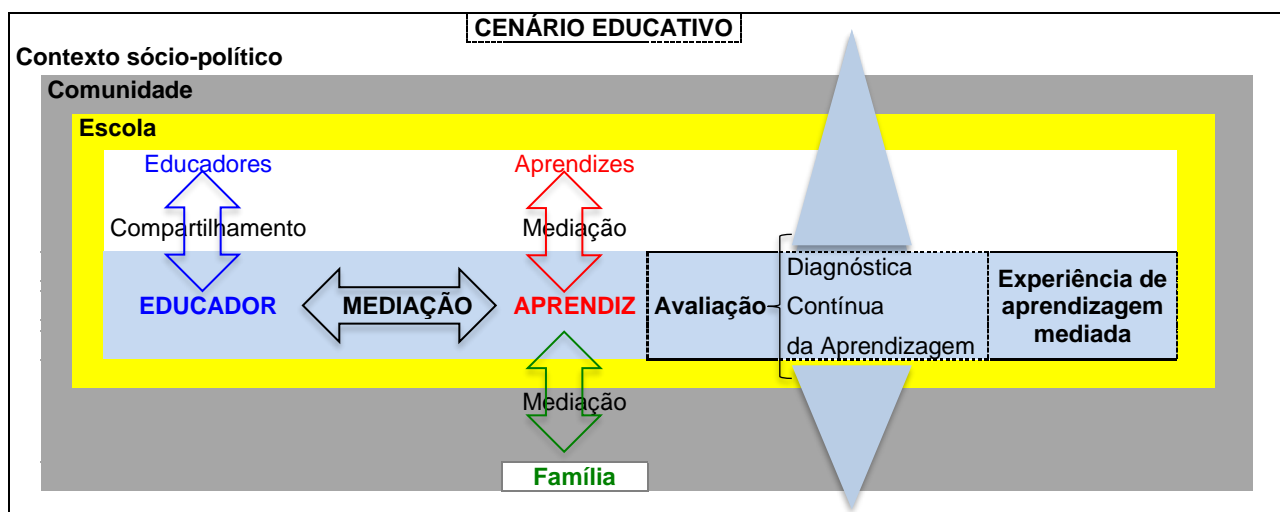 CENÁRIO EDUCATIVO
Contexto sócio-político
Comunidade
Escola
Educadores
Aprendizes
Compartilhamento
Mediação
EDUCADOR
MEDIAÇÃO
APRENDIZ
Avaliação
Diagnóstica
Contínua
da Aprendizagem
Experiência de
aprendizagem
mediada
Mediação
Família